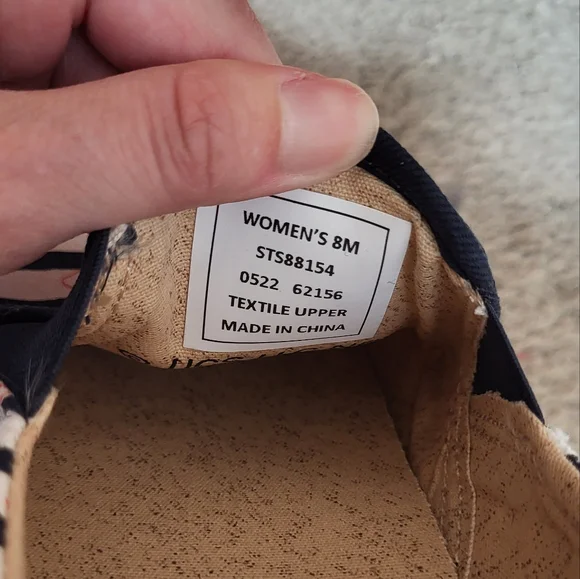 WOMEN'S 8M
STS88154
0522 62156
TEXTILE UPPER
MADE IN CHINA